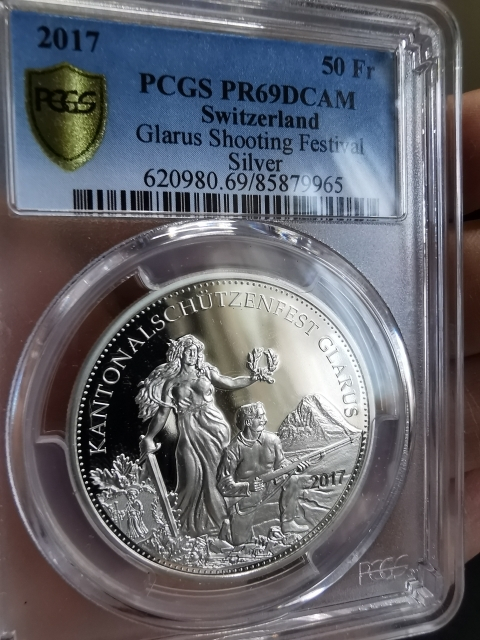 2017
50 Fr
PCGS PR69DCAM
Switzerland
Glarus Shooting Festival
Silver
620980.69/85879965
PCGS
KANTONALSCHÜTZENFEST GLARUS
2017
PCGS